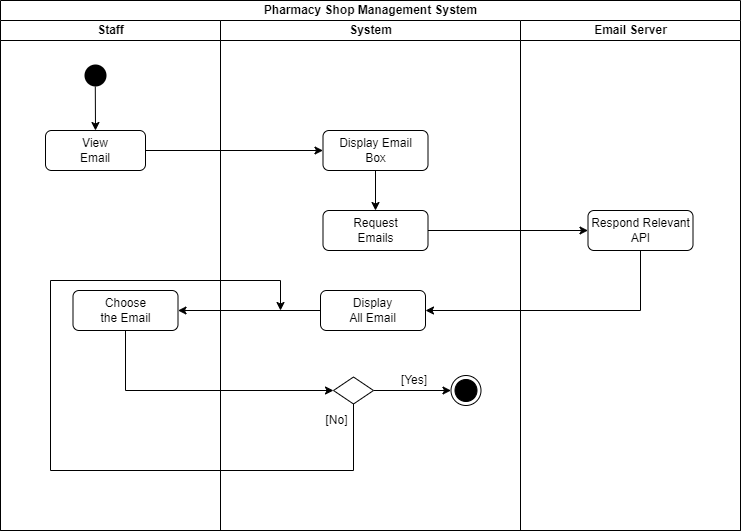 Pharmacy Shop Management System
Staff
System
Email Server
View
Email
Display Email
Box
Request
Emails
Respond Relevant
API
Choose
the Email
Display
All Email
[Yes]
[No]